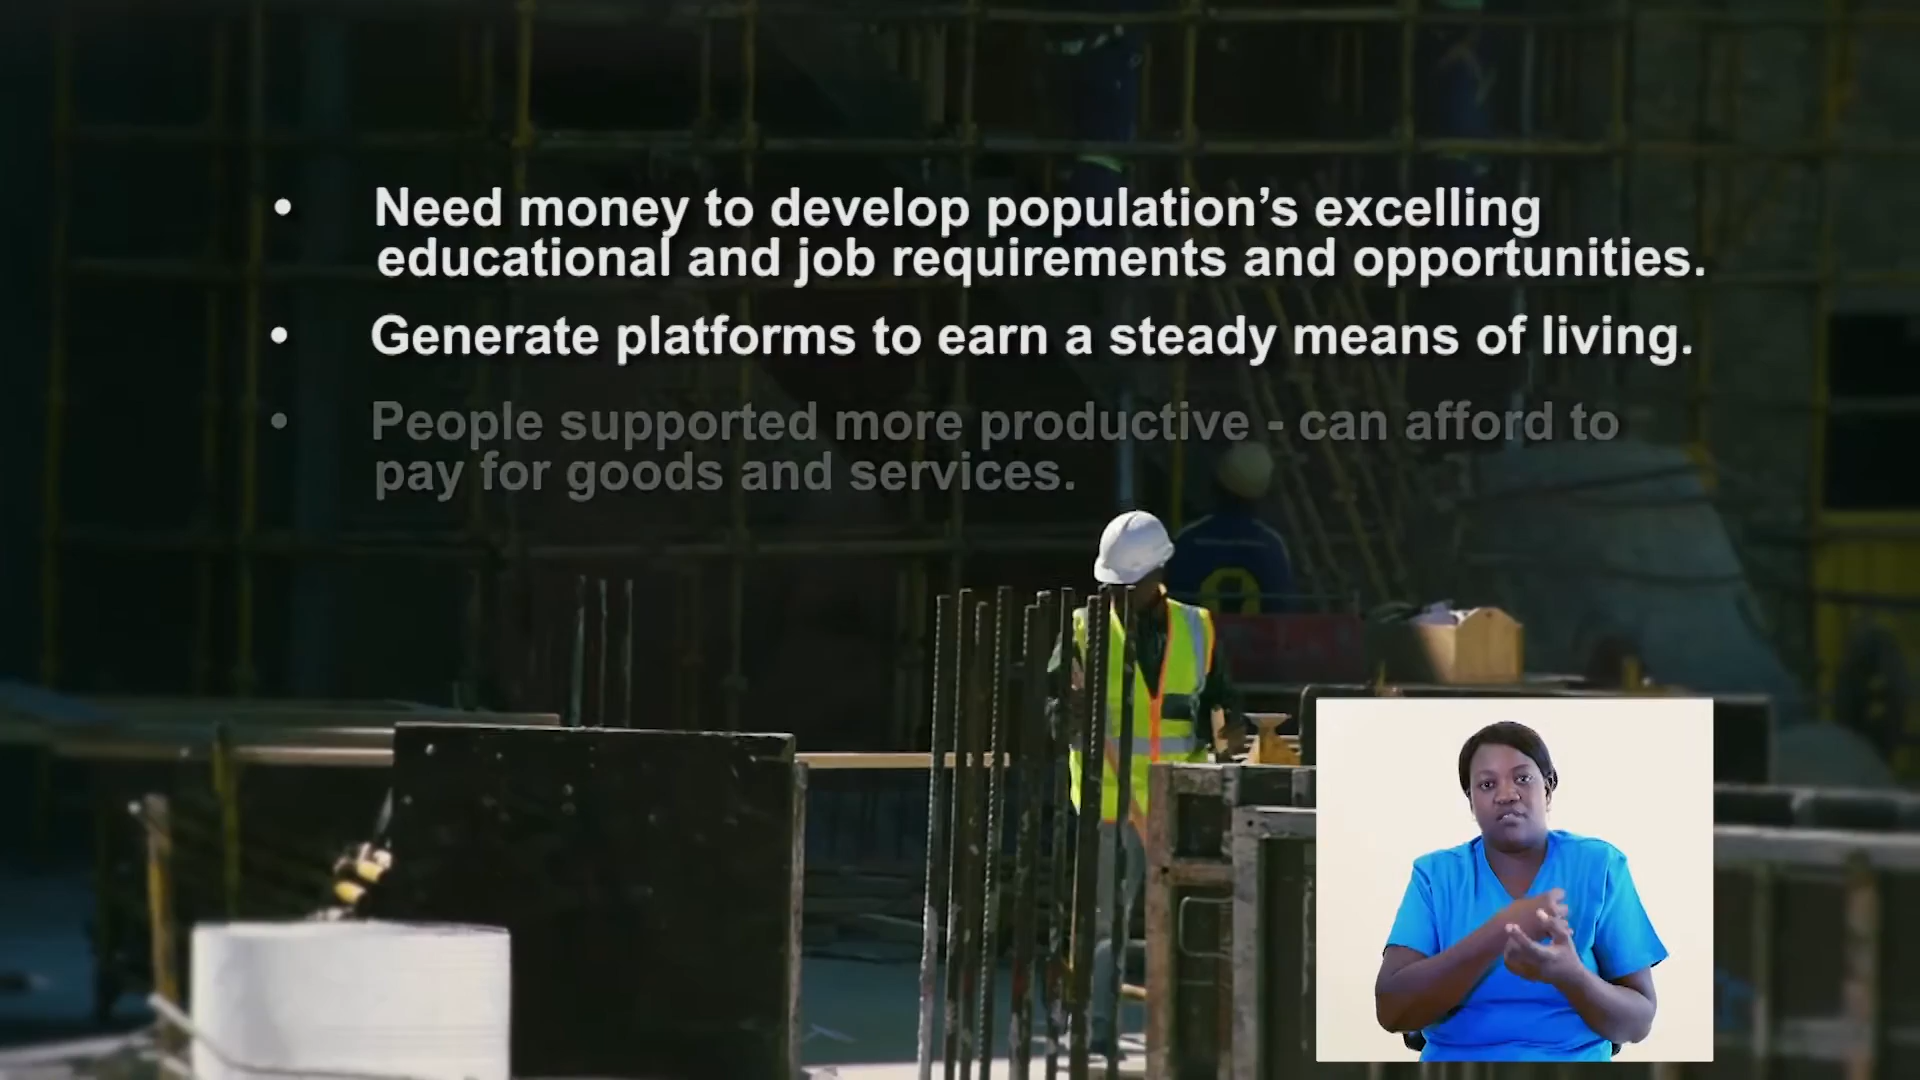 • Need money to develop population’s excelling
educational and job requirements and opportunities.
• Generate platforms to earn a steady means of living.
• People supported more productive - can afford to
pay for goods and services.